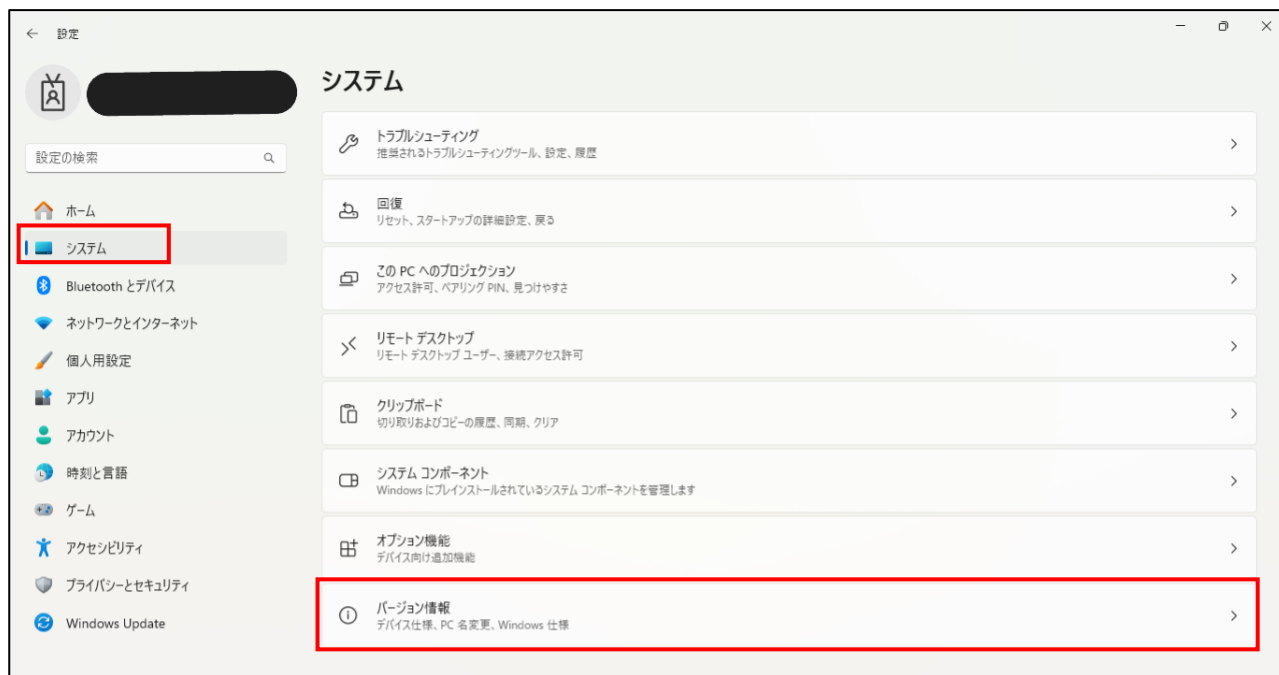 設定
設定の検索
ホーム
システム
Bluetooth とデバイス
ネットワークとインターネット
個人用設定
アプリ
アカウント
時刻と言語
ゲーム
アクセシビリティ
プライバシーとセキュリティ
Windows Update
システム
トラブルシューティング
推奨されるトラブルシューティングツール、設定、履歴
回復
リセット、スタートアップの詳細設定、戻る
この PC へのプロジェクション
アクセス許可、ペアリング PIN、見つけやすさ
リモート デスクトップ
リモート デスクトップ ユーザー、接続アクセス許可
クリップボード
切り取りおよびコピーの履歴、同期、クリア
システム コンポーネント
Windows にプレインストールされているシステム コンポーネントを管理します
オプション機能
デバイス向け追加機能
バージョン情報
デバイス仕様、PC 名変更、Windows 仕様